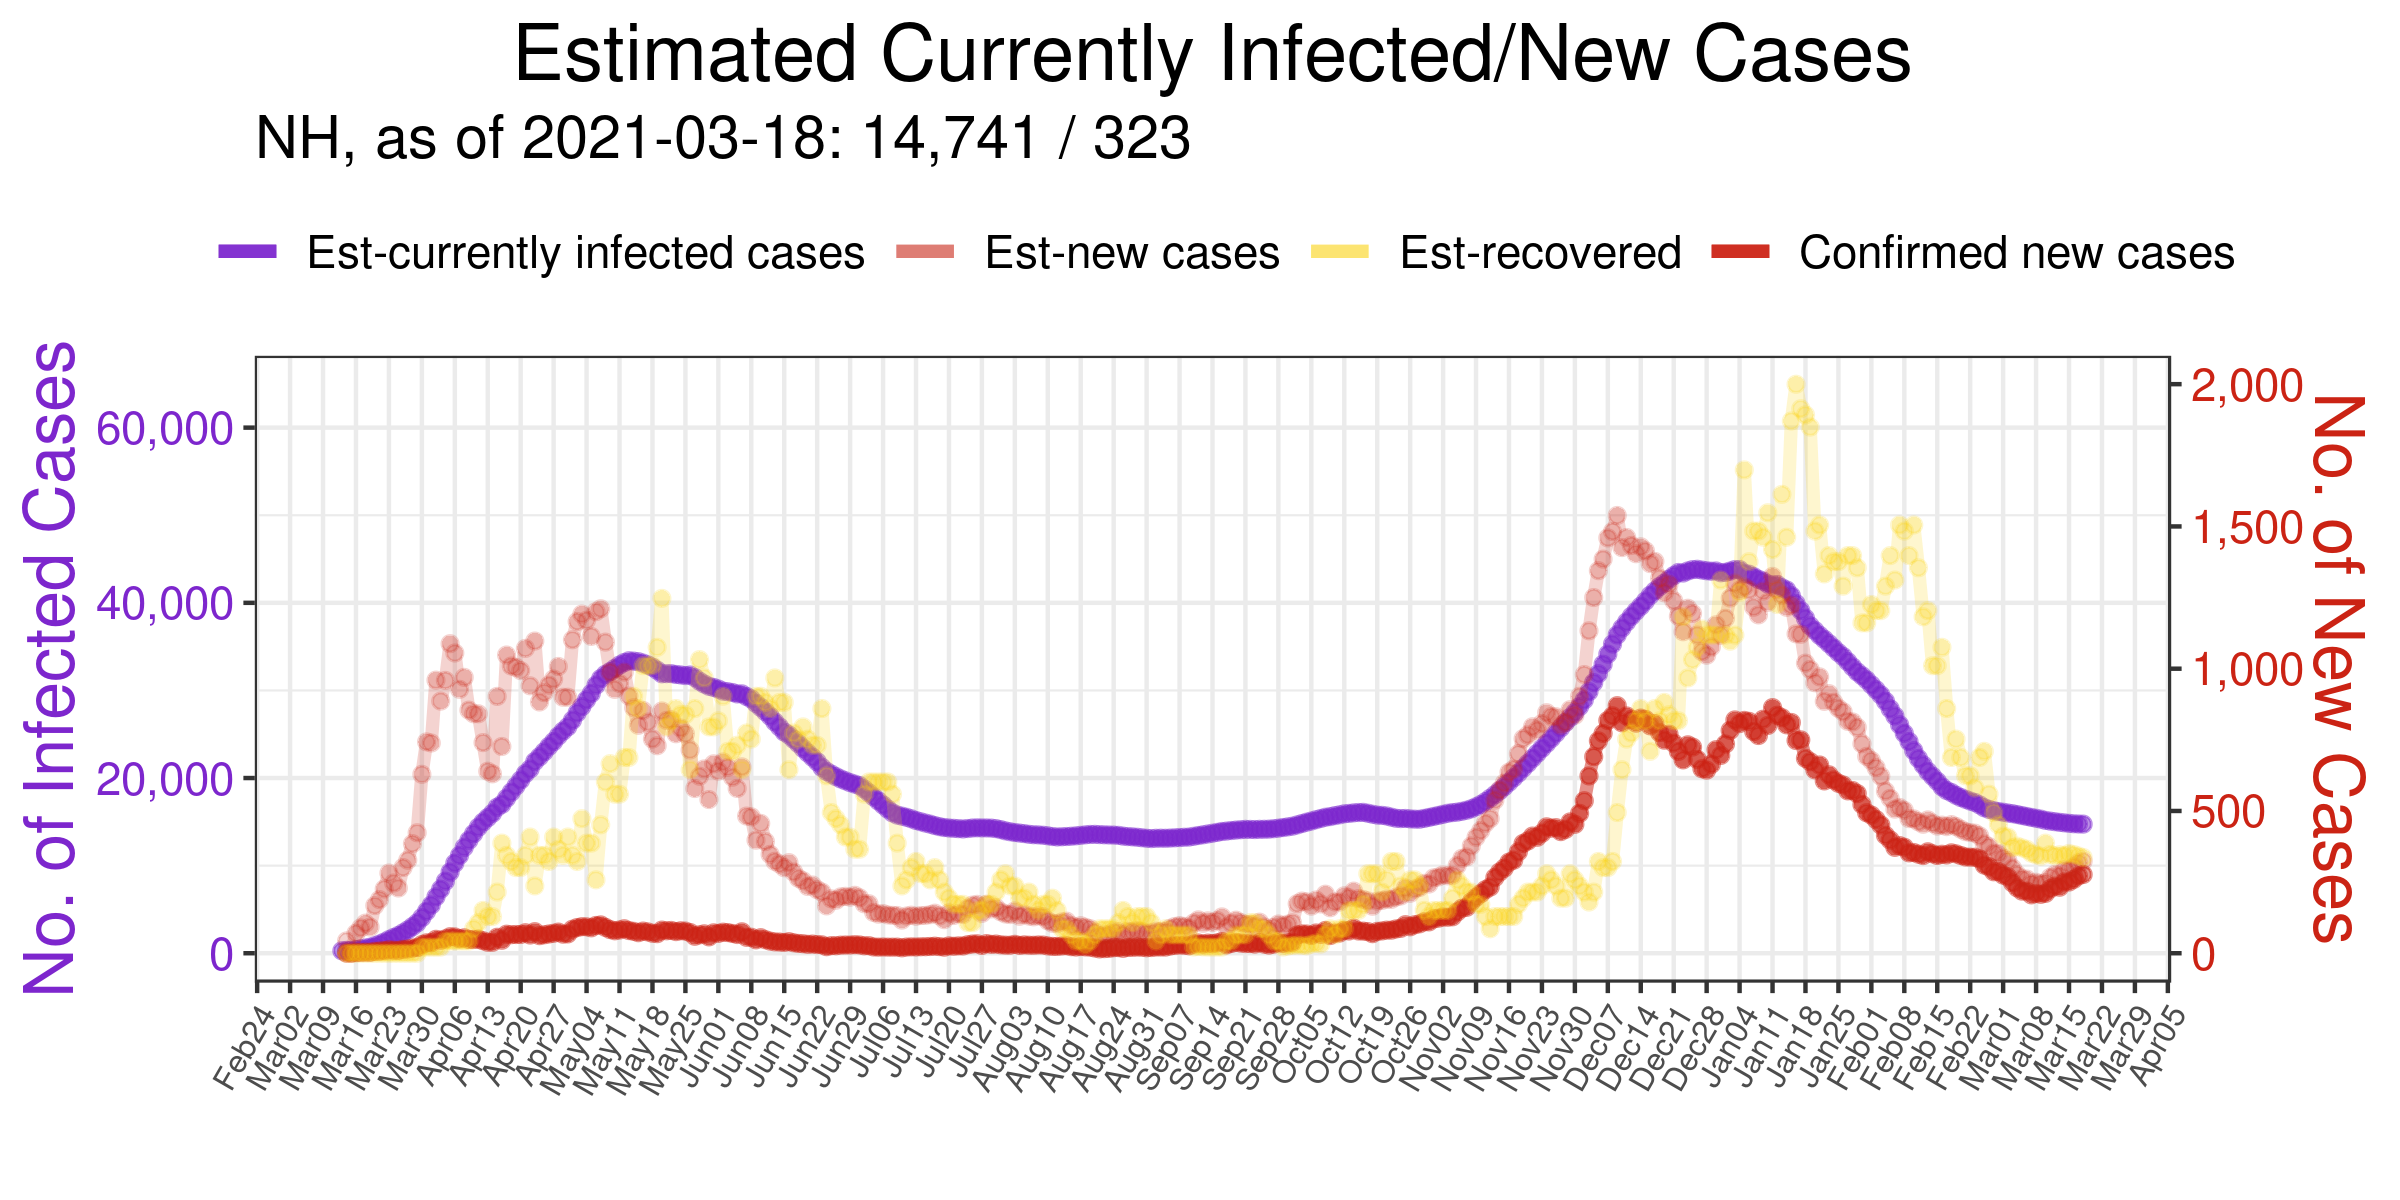 Estimated Currently Infected/New Cases
NH, as of 2021-03-18: 14,741 / 323
Est-currently infected cases Est-new cases Est-recovered Confirmed new cases
No. of Infected Cases
60,000
40,000
20,000
0
2,000
1,500
1,000
500
0
No. of New Cases
Feb24 Mar02 Mar09 Mar16 Mar23 Mar30 Apr06 Apr13 Apr20 Apr27 May04 May11 May18 May25 Jun01 Jun08 Jun15 Jun22 Jun29 Jul06 Jul13 Jul20 Jul27 Aug03 Aug10 Aug17 Aug24 Aug31 Sep07 Sep14 Sep21 Sep28 Oct05 Oct12 Oct19 Oct26 Nov02 Nov09 Nov16 Nov23 Nov30 Dec07 Dec14 Dec21 Dec28 Jan04 Jan11 Jan18 Jan25 Feb01 Feb08 Feb15 Feb22 Mar01 Mar08 Mar15 Mar22 Mar29 Apr05